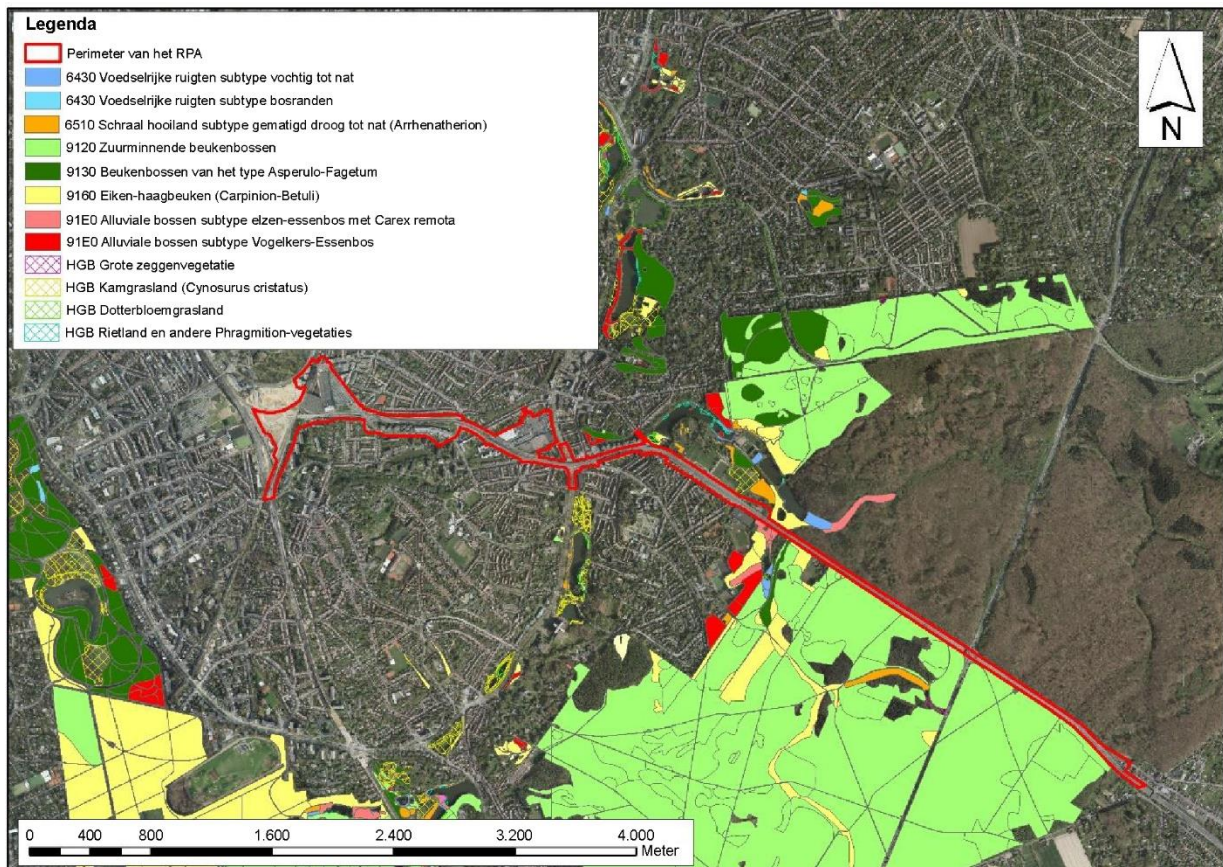 Legenda
Perimeter van het RPA
6430 Voedselrijke ruigten subtype vochtig tot nat
6430 Voedselrijke ruigten subtype bosranden
6510 Schraal hooiland subtype gematigd droog tot nat (Arrhenatherion)
9120 Zuurminnende beukenbossen
9130 Beukenbossen van het type Asperulo-Fagetum
9160 Eiken-haagbeuken (Carpinion-Betuli)
91E0 Alluviale bossen subtype elzen-essenbos met Carex remota
91E0 Alluviale bossen subtype Vogelkers-Essenbos
HGB Grote zeggenvegetatie
HGB Kamgrasland (Cynosurus cristatus)
HGB Dotterbloemgrasland
HGB Rietland en andere Phragmition-vegetaties
N
0 400 800 1.600 2.400 3.200 4.000
Meter